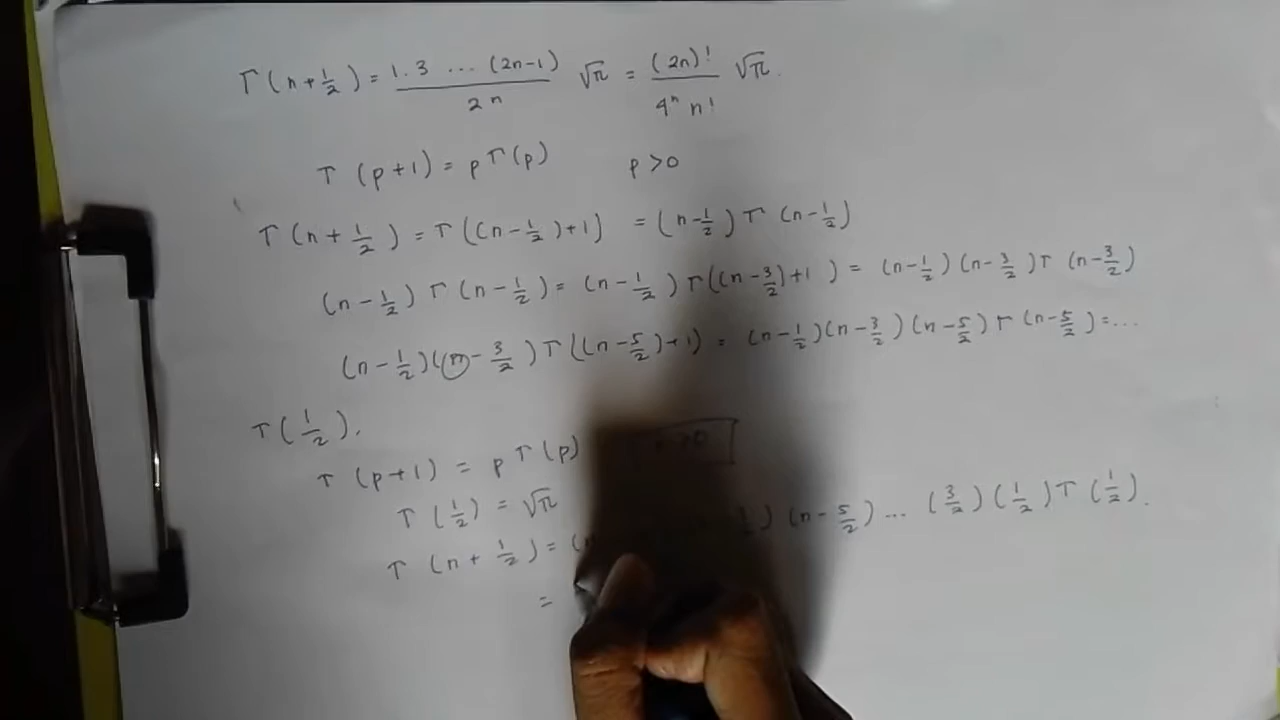 Γ(n+1/2) = 1.3 ... (2n-1)/2^n √π = (2n)!/4^n n! √π.
Γ(p+1) = pΓ(p) p>0
Γ(n+1/2) = Γ((n-1/2)+1) = (n-1/2)Γ(n-1/2)
(n-1/2)Γ(n-1/2) = (n-1/2)Γ((n-3/2)+1) = (n-1/2)(n-3/2)Γ(n-3/2)
(n-1/2)(n-3/2)Γ((n-5/2)+1) = (n-1/2)(n-3/2)(n-5/2)Γ(n-5/2) = ...
Γ(1/2).
Γ(p+1) = pΓ(p)
Γ(1/2) = √π
Γ(n+1/2) = ( ) (n-5/2) ... (3/2)(1/2)Γ(1/2).
=